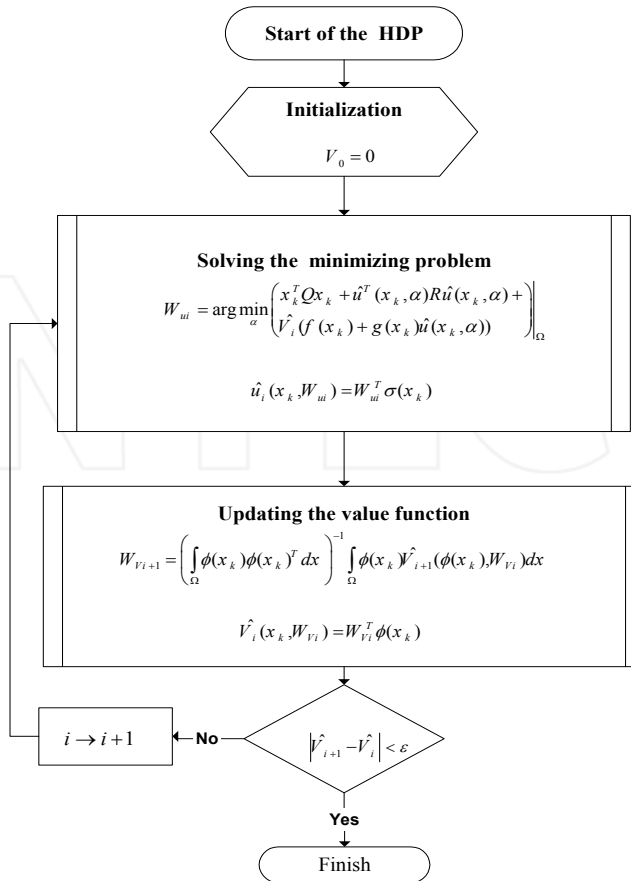 Start of the HDP
Initialization
V_0 = 0
Solving the minimizing problem
W_{ui} = arg min_α ( x_k^T Q x_k + û^T(x_k, α) R û(x_k, α) +
V̂_i(f(x_k) + g(x_k) û(x_k, α)) )|_Ω
û_i(x_k, W_{ui}) = W_{ui}^T σ(x_k)
Updating the value function
W_{Vi+1} = ( ∫_Ω φ(x_k) φ(x_k)^T dx )^{-1} ∫_Ω φ(x_k) V̂_{i+1}(φ(x_k), W_{Vi}) dx
V̂_i(x_k, W_{Vi}) = W_{Vi}^T φ(x_k)
i → i + 1
No
|V̂_{i+1} − V̂_i| < ε
Yes
Finish